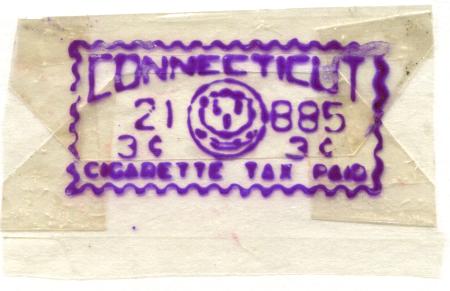 CONNECTICUT
21 885
3¢ 3¢
CIGARETTE TAX PAID